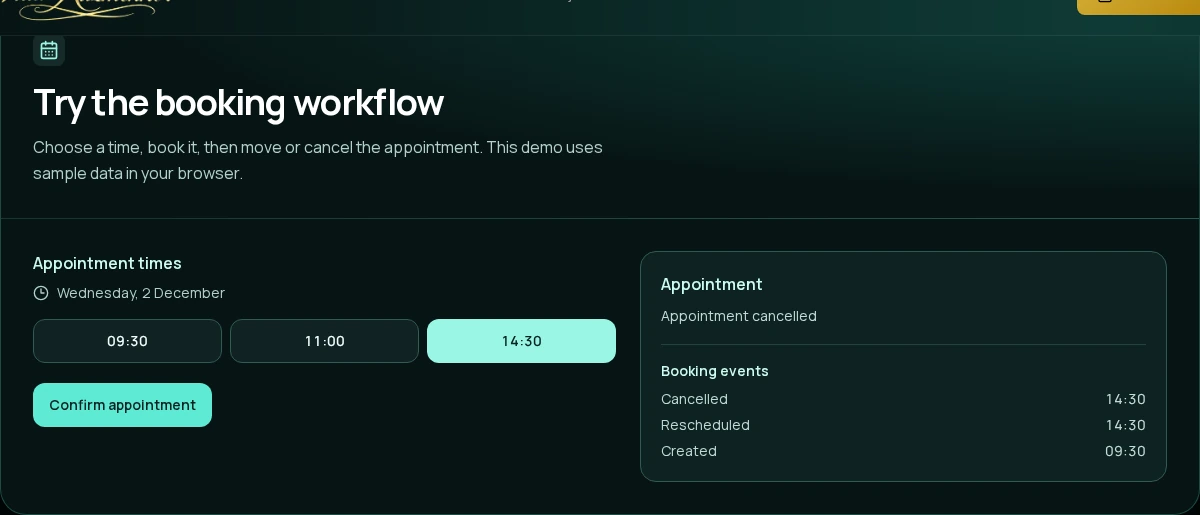 Try the booking workflow
Choose a time, book it, then move or cancel the appointment. This demo uses
sample data in your browser.
Appointment times
Wednesday, 2 December
09:30
11:00
14:30
Confirm appointment
Appointment
Appointment cancelled
Booking events
Cancelled 14:30
Rescheduled 14:30
Created 09:30